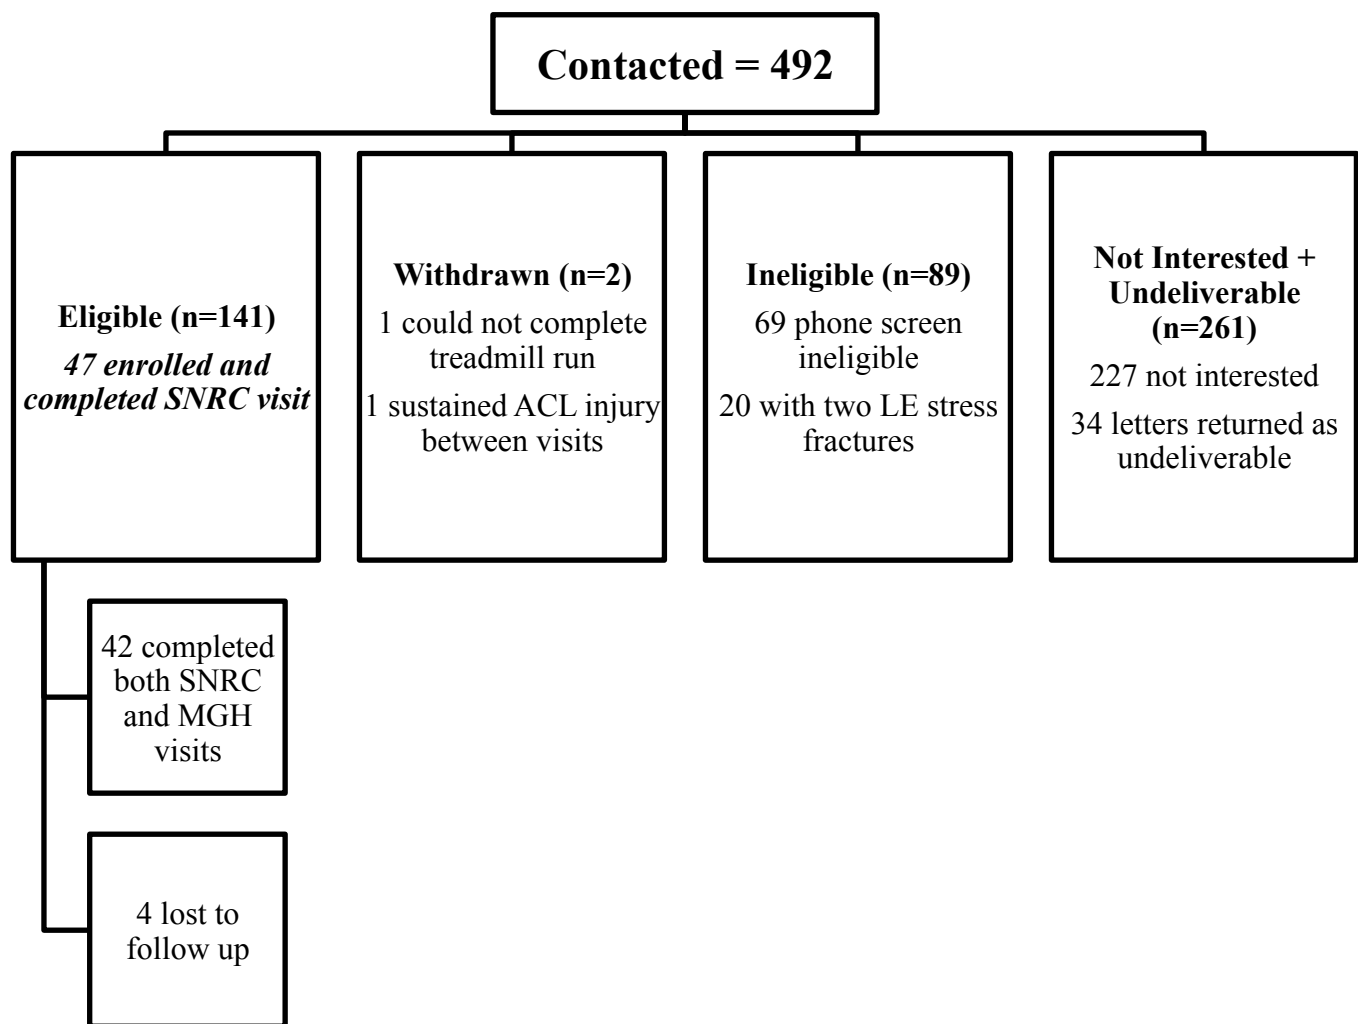 Contacted = 492
Eligible (n=141)
47 enrolled and
completed SNRC visit
Withdrawn (n=2)
1 could not complete
treadmill run
1 sustained ACL injury
between visits
Ineligible (n=89)
69 phone screen
ineligible
20 with two LE stress
fractures
Not Interested +
Undeliverable
(n=261)
227 not interested
34 letters returned as
undeliverable
42 completed
both SNRC
and MGH
visits
4 lost to
follow up